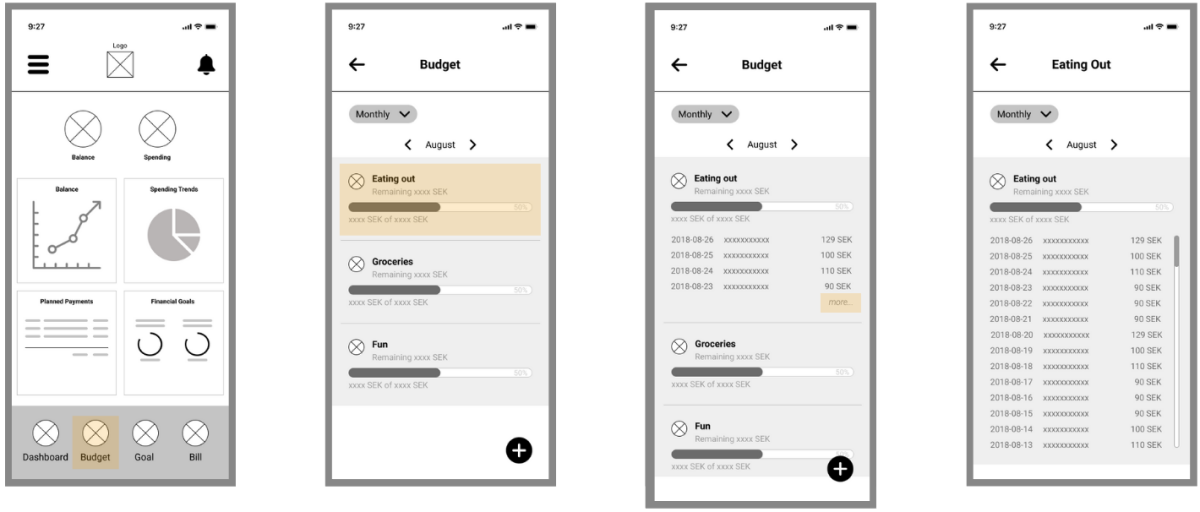 9:27
Logo
Balance
Spending
Balance
Spending Trends
Planned Payments
Financial Goals
Dashboard
Budget
Goal
Bill
9:27
Budget
Monthly
August
Eating out
Remaining xxxx SEK
50%
xxxx SEK of xxxx SEK
Groceries
Remaining xxxx SEK
50%
xxxx SEK of xxxx SEK
Fun
Remaining xxxx SEK
50%
xxxx SEK of xxxx SEK
9:27
Budget
Monthly
August
Eating out
Remaining xxxx SEK
50%
xxxx SEK of xxxx SEK
2018-08-26 xxxxxxxxxxx 129 SEK
2018-08-25 xxxxxxxxxxx 100 SEK
2018-08-24 xxxxxxxxxxx 110 SEK
2018-08-23 xxxxxxxxxxx 90 SEK
more...
Groceries
Remaining xxxx SEK
50%
xxxx SEK of xxxx SEK
Fun
Remaining xxxx SEK
50%
xxxx SEK of xxxx SEK
9:27
Eating Out
Monthly
August
Eating out
Remaining xxxx SEK
50%
xxxx SEK of xxxx SEK
2018-08-26 xxxxxxxxxxx 129 SEK
2018-08-25 xxxxxxxxxxx 100 SEK
2018-08-24 xxxxxxxxxxx 110 SEK
2018-08-23 xxxxxxxxxxx 90 SEK
2018-08-22 xxxxxxxxxxx 90 SEK
2018-08-21 xxxxxxxxxxx 90 SEK
2018-08-20 xxxxxxxxxxx 129 SEK
2018-08-19 xxxxxxxxxxx 100 SEK
2018-08-18 xxxxxxxxxxx 110 SEK
2018-08-17 xxxxxxxxxxx 90 SEK
2018-08-16 xxxxxxxxxxx 90 SEK
2018-08-15 xxxxxxxxxxx 90 SEK
2018-08-14 xxxxxxxxxxx 100 SEK
2018-08-13 xxxxxxxxxxx 110 SEK